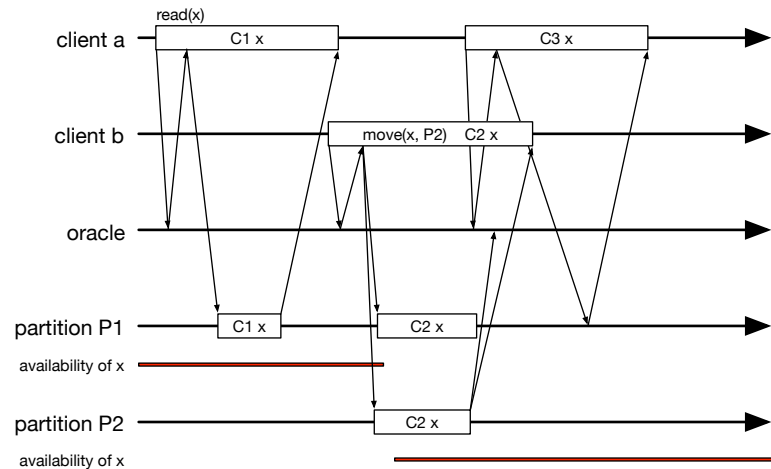 read(x)
client a
C1 x
C3 x
client b
move(x, P2) C2 x
oracle
partition P1
C1 x
C2 x
availability of x
partition P2
C2 x
availability of x